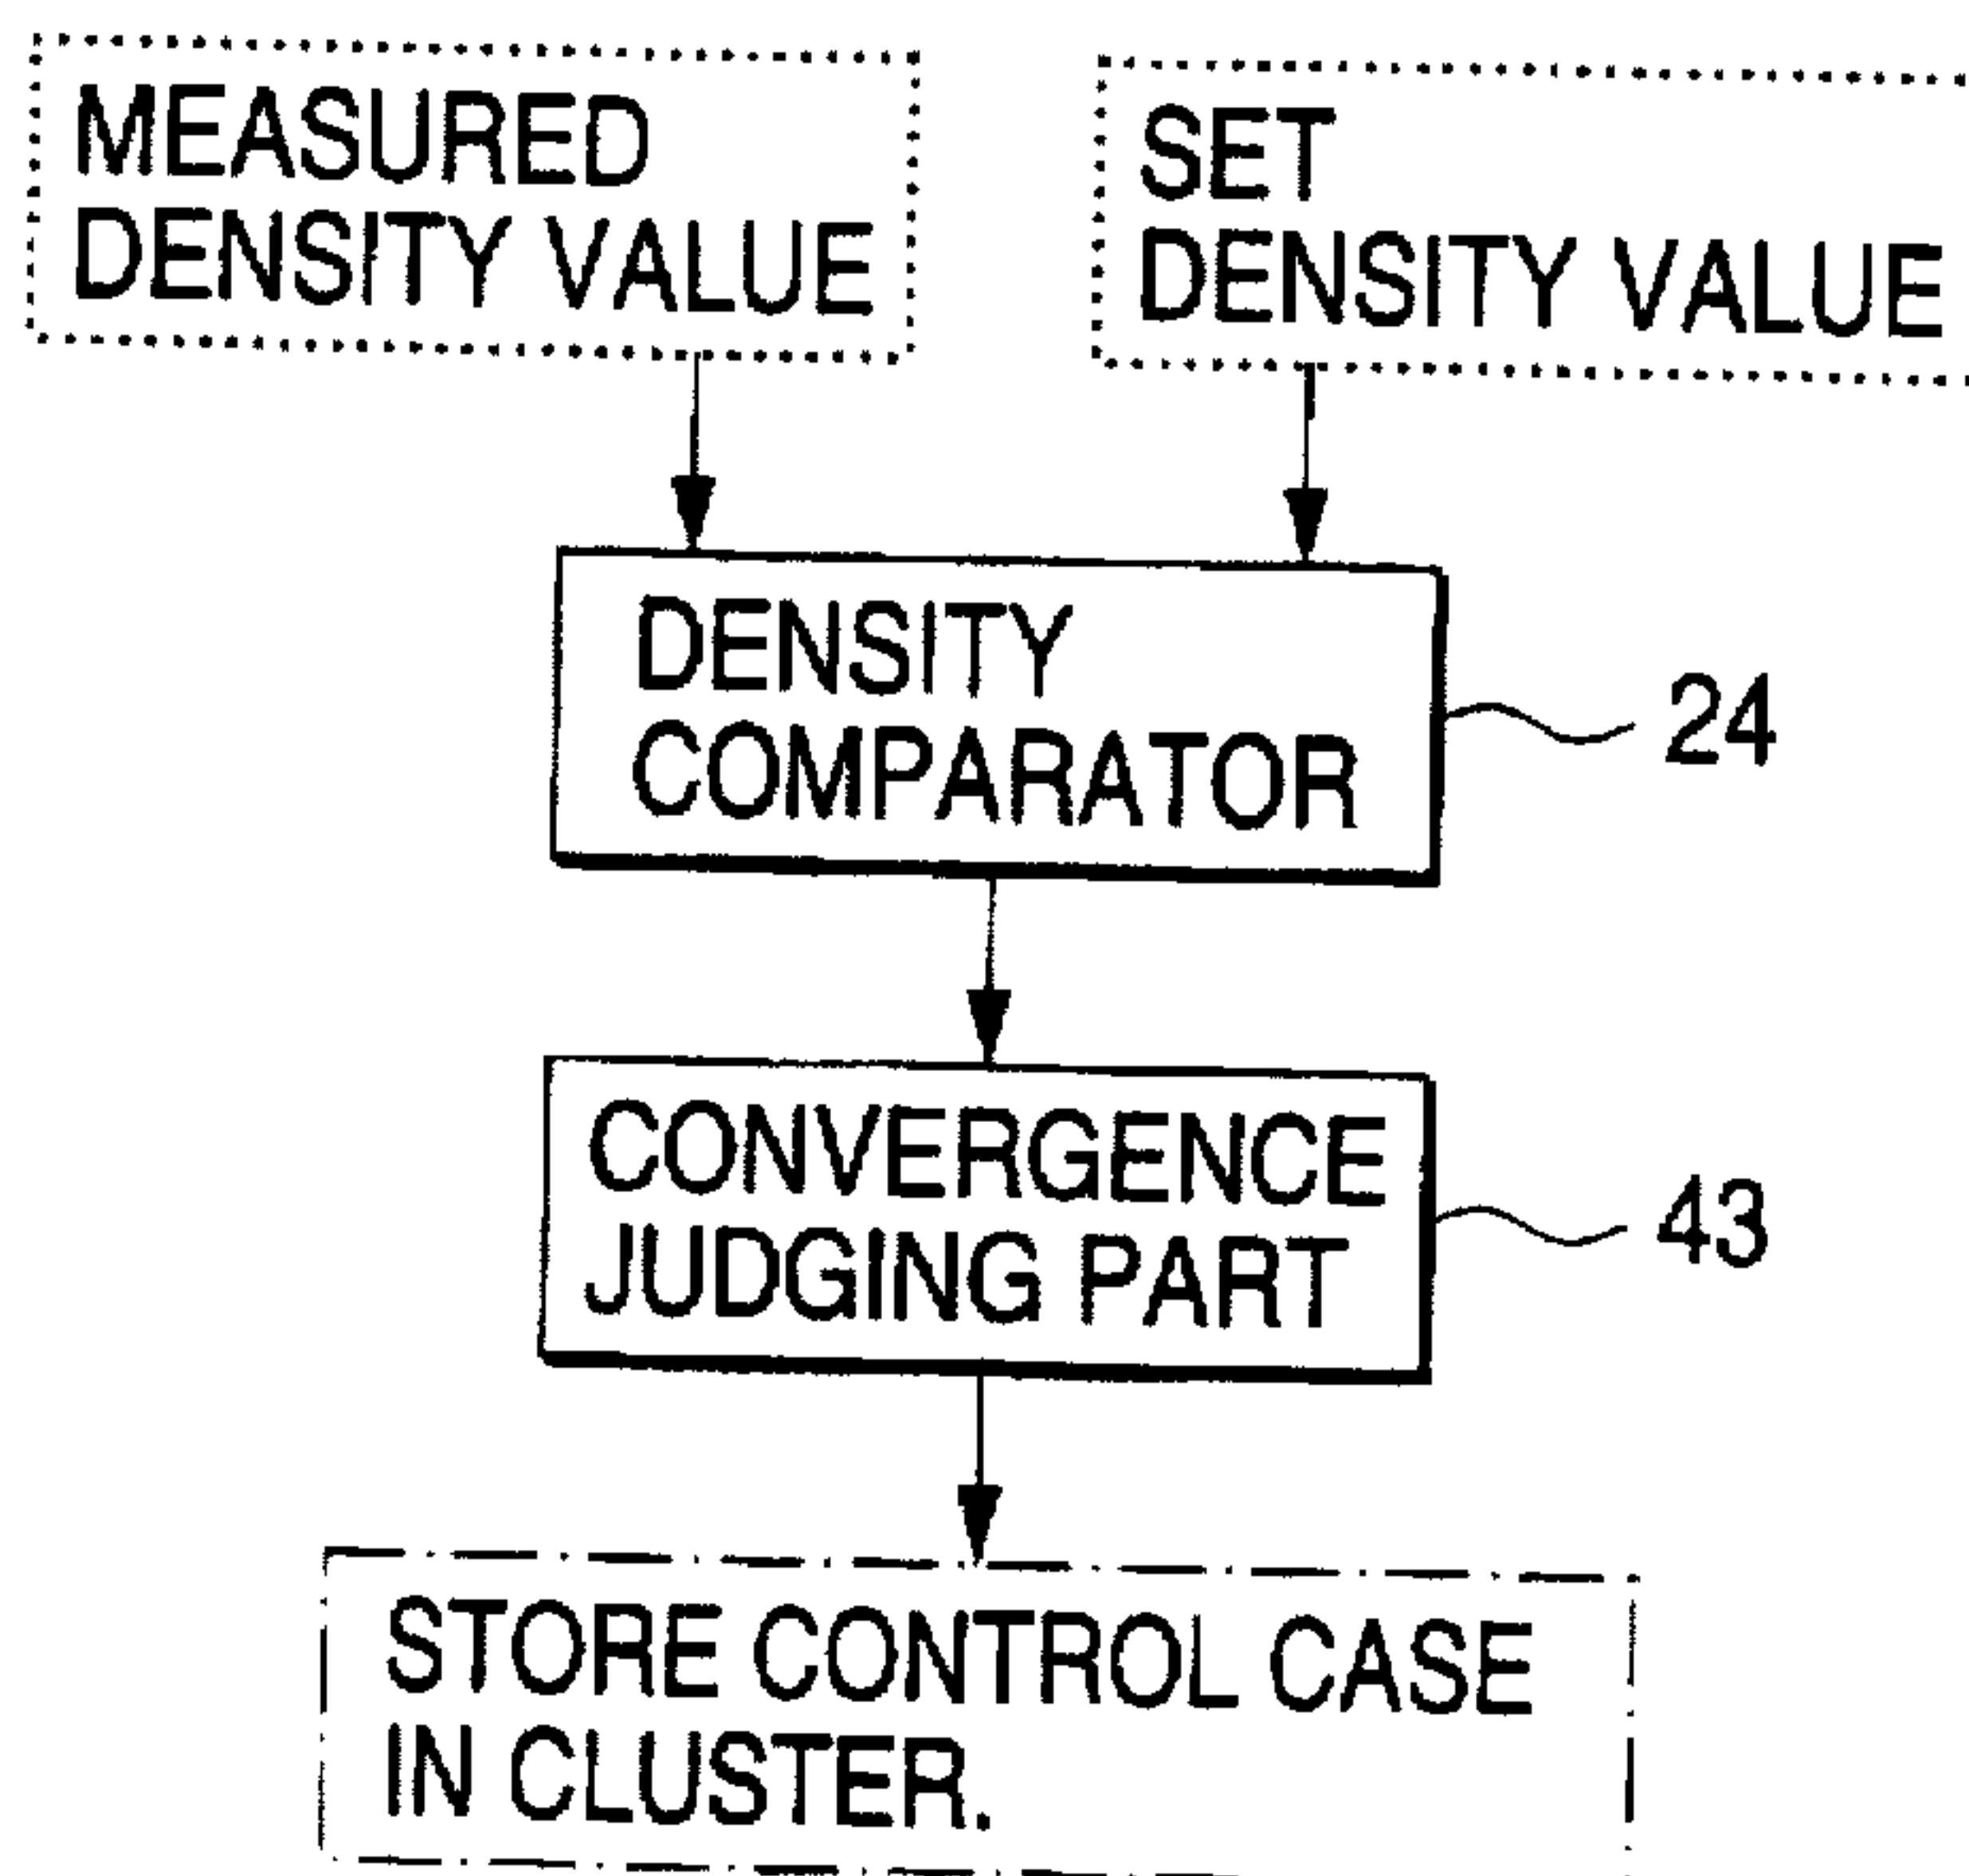 MEASURED
DENSITY VALUE
SET
DENSITY VALUE
DENSITY
COMPARATOR
24
CONVERGENCE
JUDGING PART
43
STORE CONTROL CASE
IN CLUSTER.